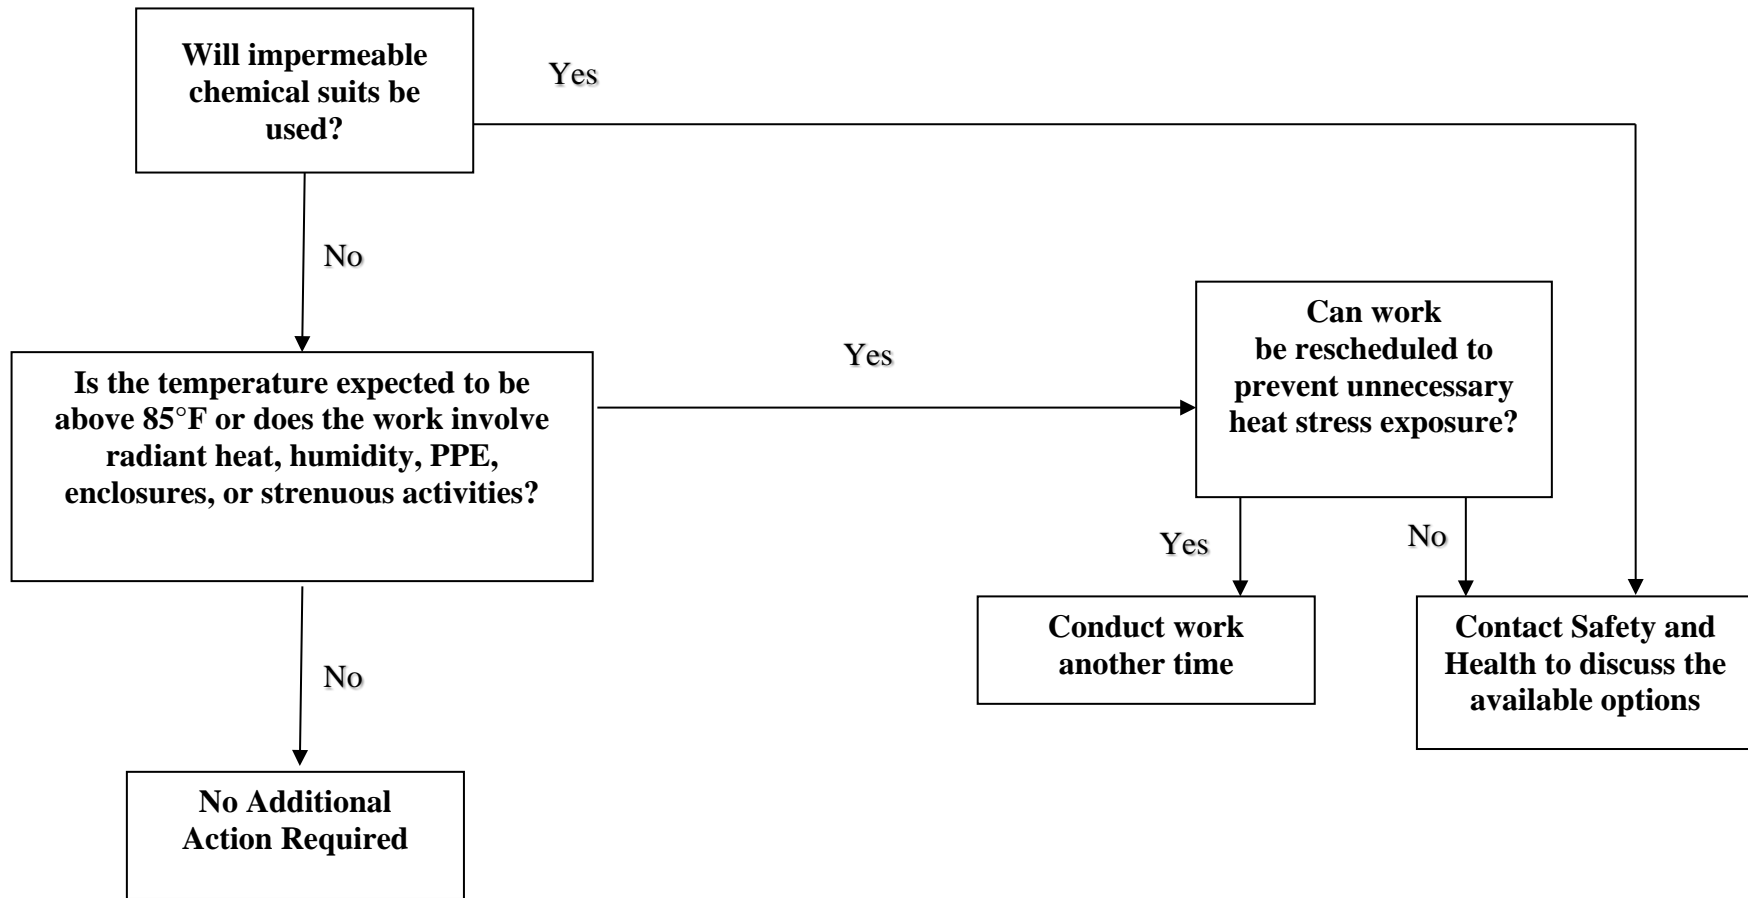 Will impermeable
chemical suits be
used?
Yes
No
Is the temperature expected to be
above 85°F or does the work involve
radiant heat, humidity, PPE,
enclosures, or strenuous activities?
Yes
Can work
be rescheduled to
prevent unnecessary
heat stress exposure?
Yes
No
Conduct work
another time
Contact Safety and
Health to discuss the
available options
No
No Additional
Action Required